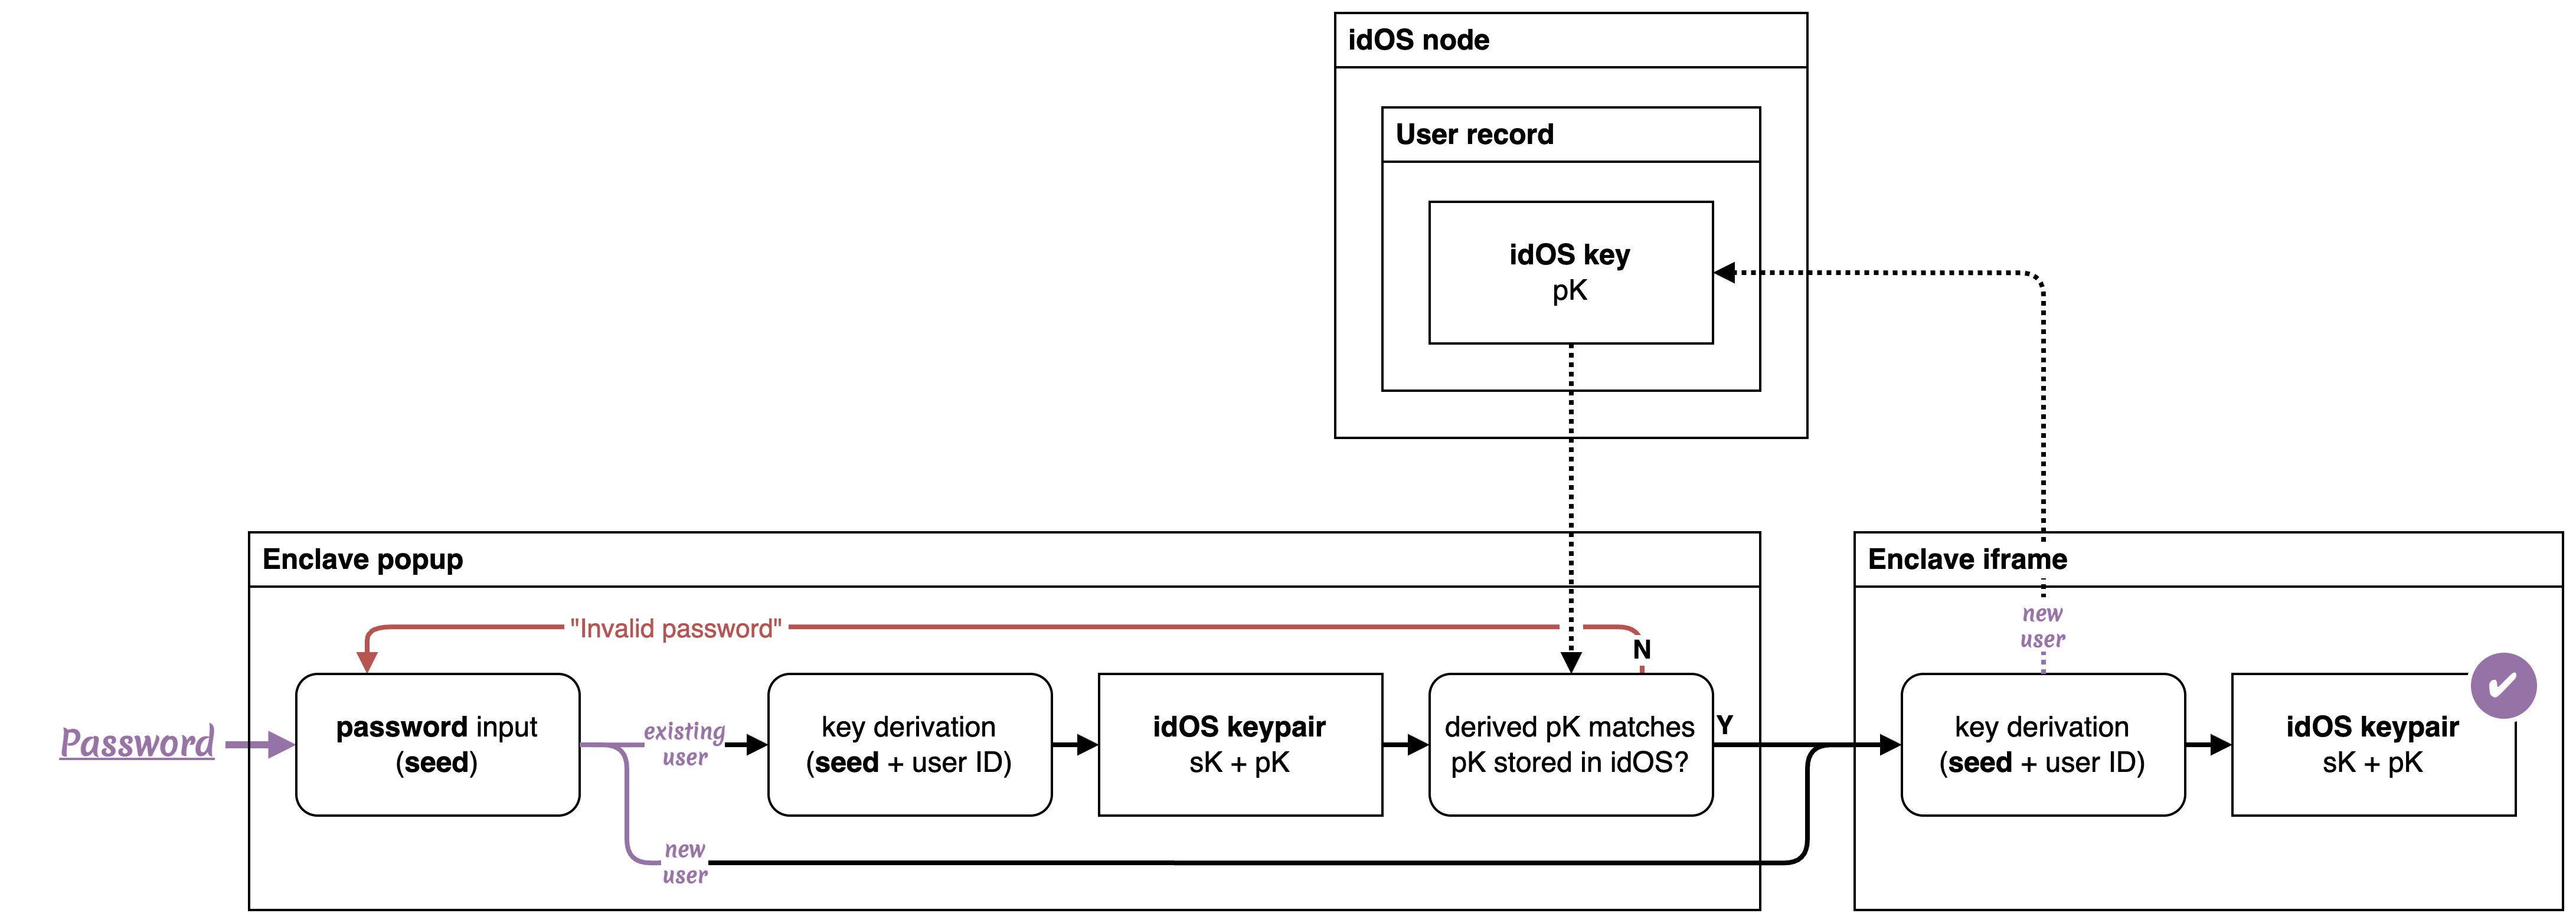 idOS node
User record
idOS key
pK
Enclave popup
Enclave iframe
"Invalid password"
N
new
user
Password
password input
(seed)
existing
user
key derivation
(seed + user ID)
idOS keypair
sK + pK
derived pK matches
pK stored in idOS?
Y
key derivation
(seed + user ID)
idOS keypair
sK + pK
new
user